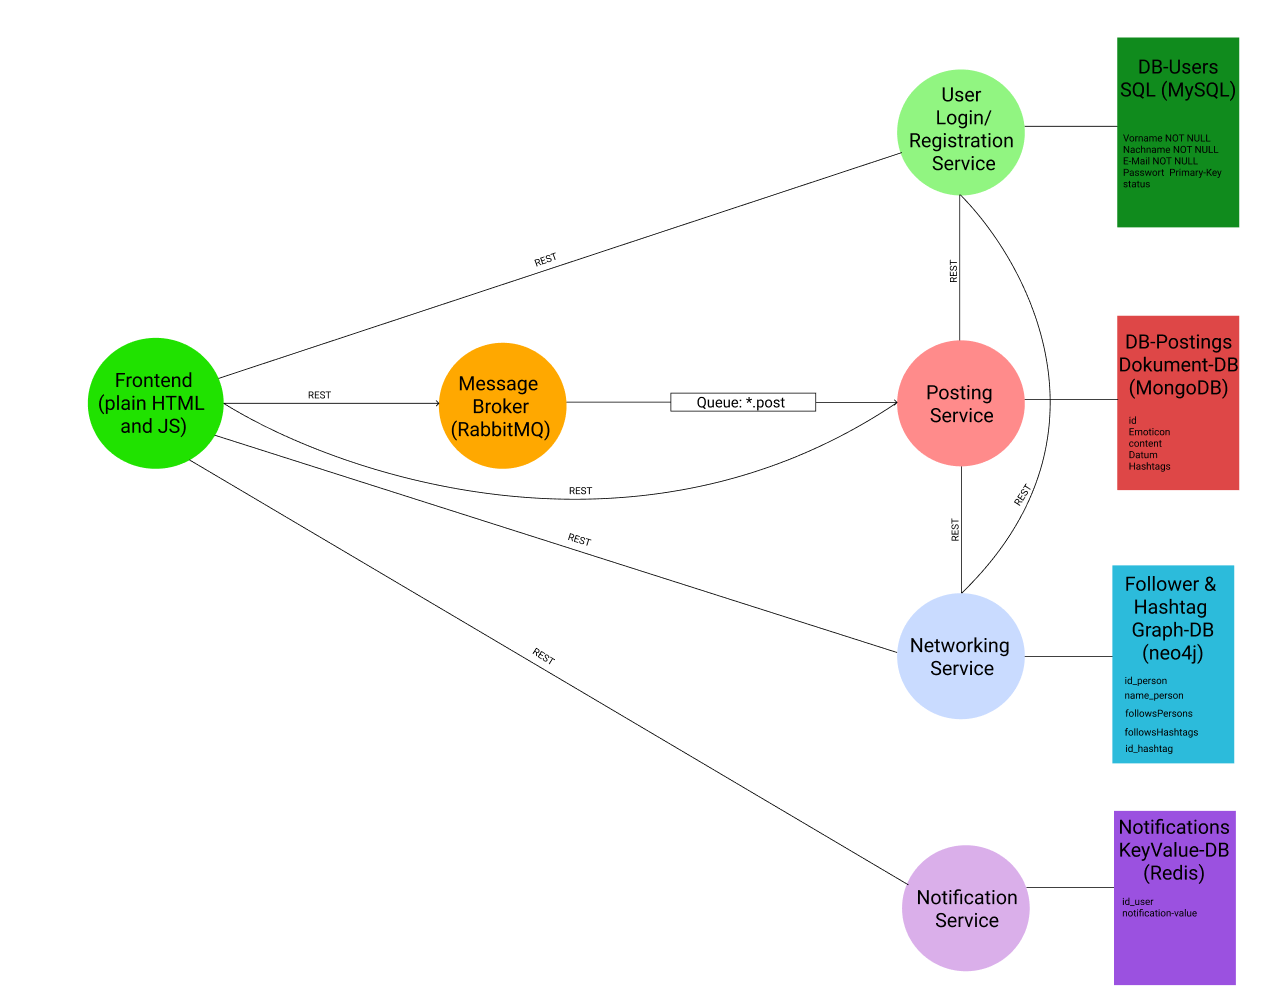 User
Login/
Registration
Service
DB-Users
SQL (MySQL)
Vorname NOT NULL
Nachname NOT NULL
E-Mail NOT NULL
Passwort Primary-Key
status
REST
REST
Frontend
(plain HTML
and JS)
REST
Message
Broker
(RabbitMQ)
Queue: *.post
Posting
Service
DB-Postings
Dokument-DB
(MongoDB)
id
Emoticon
content
Datum
Hashtags
REST
REST
REST
REST
Networking
Service
Follower &
Hashtag
Graph-DB
(neo4j)
id_person
name_person
followsPersons
followsHashtags
id_hashtag
REST
Notification
Service
Notifications
KeyValue-DB
(Redis)
id_user
notification-value